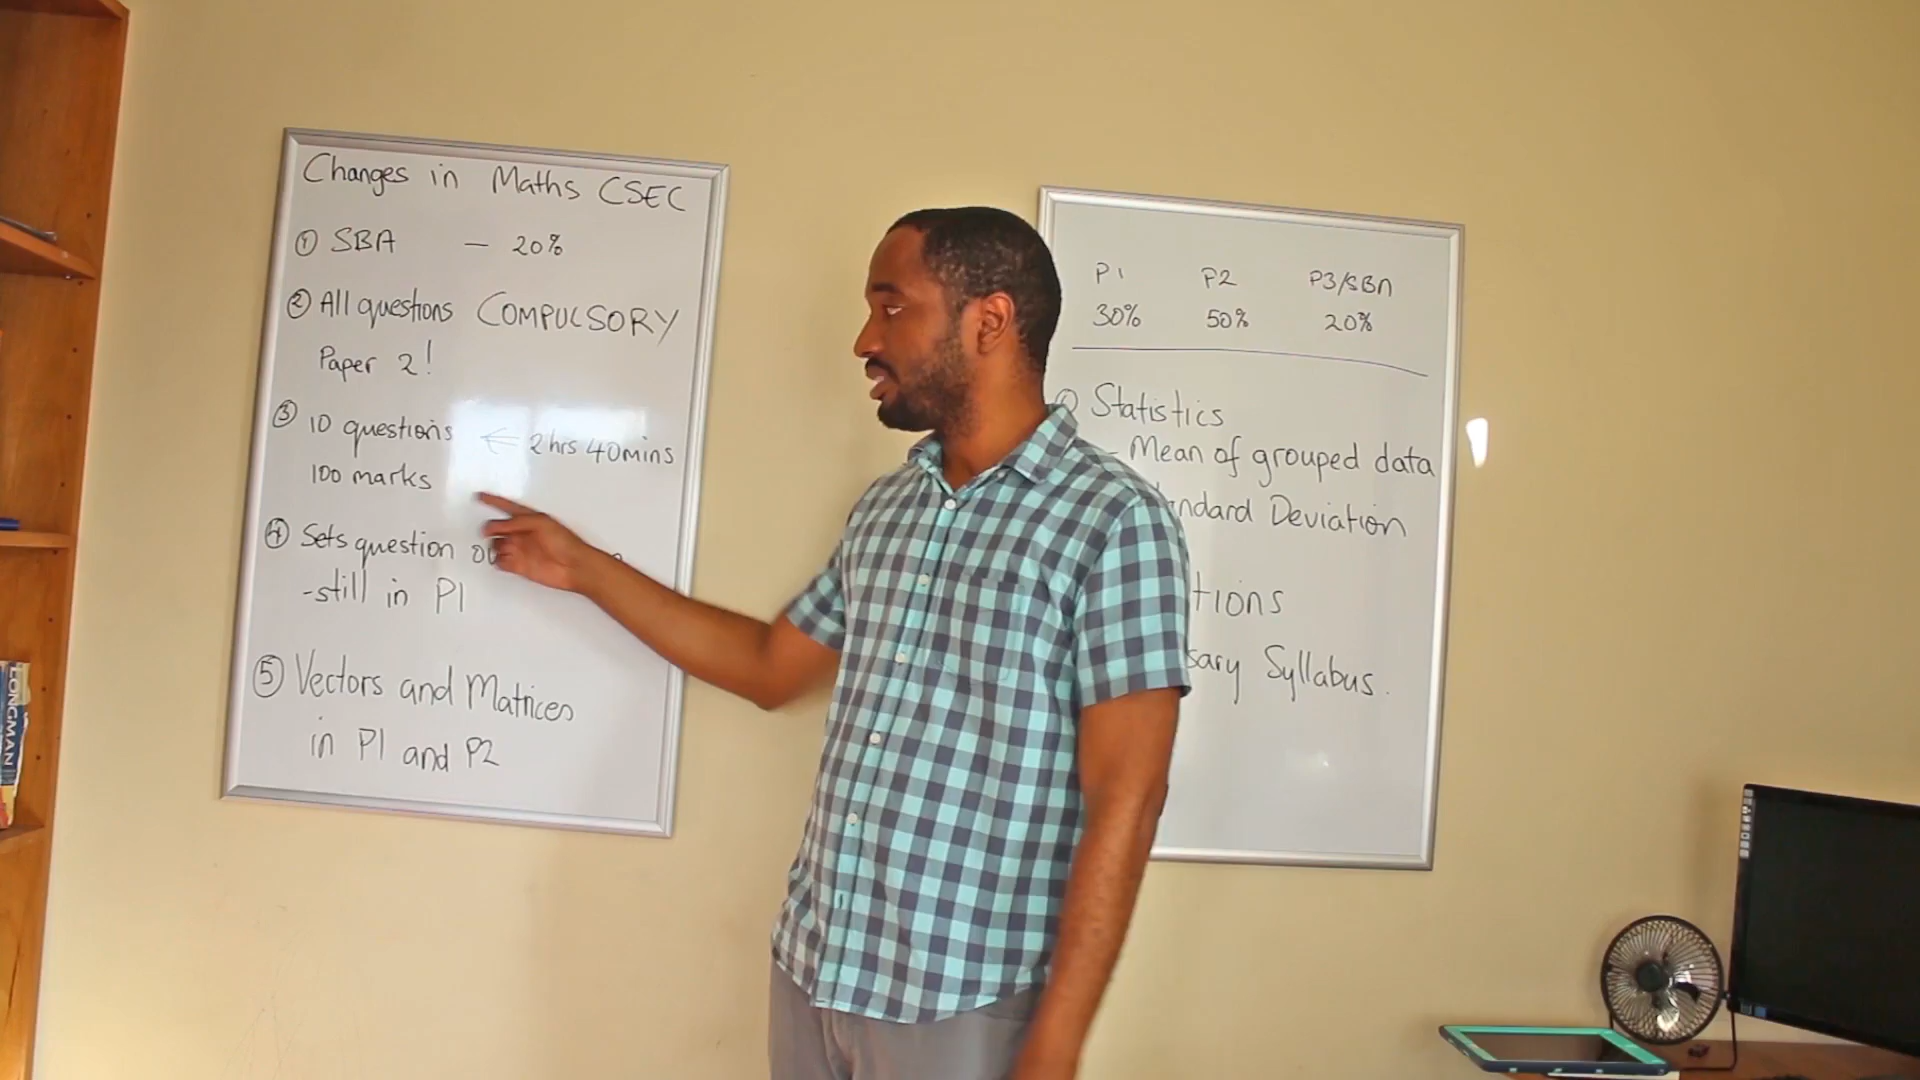 Changes in Maths CSEC
① SBA - 20%
② All questions COMPULSORY
Paper 2!
③ 10 questions ← 2 hrs 40mins
100 marks
④ Sets question
- still in P1
⑤ Vectors and Matrices
in P1 and P2
P1 P2 P3/SBA
30% 50% 20%
Statistics
- Mean of grouped data
Deviation
Syllabus.
LONGMAN